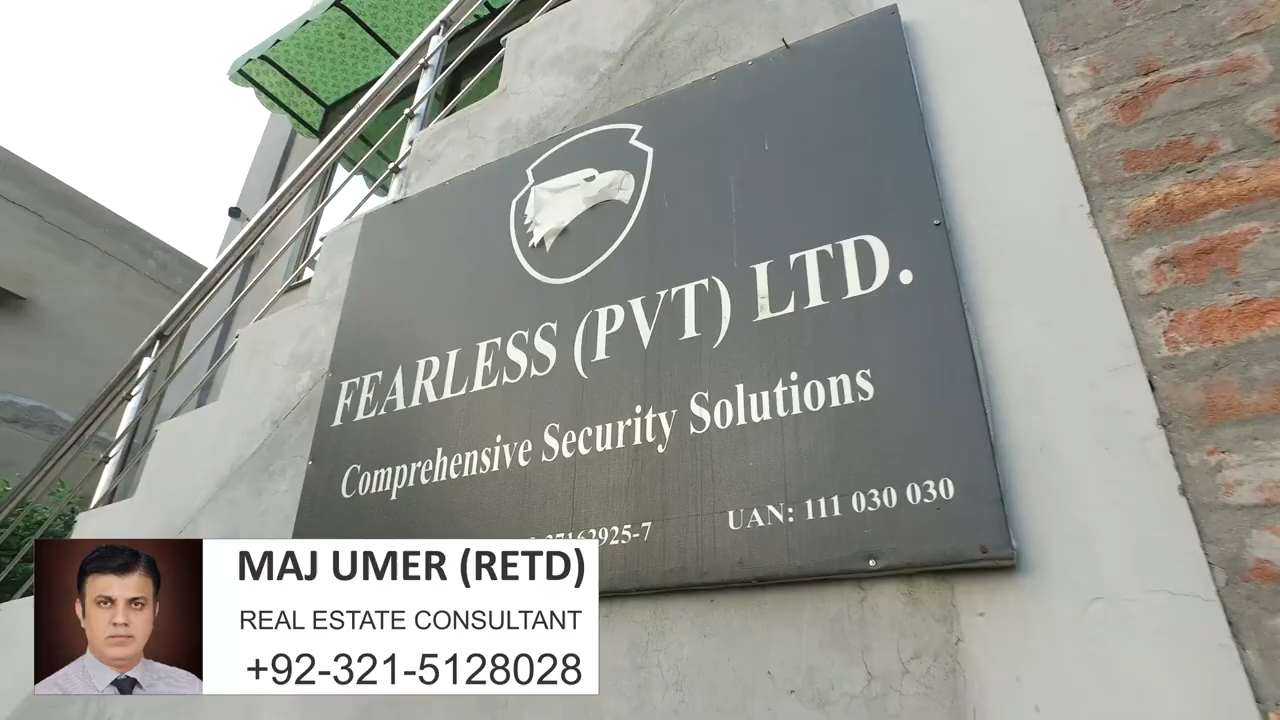 FEARLESS (PVT) LTD.
Comprehensive Security Solutions
UAN: 111 030 030
MAJ UMER (RETD)
REAL ESTATE CONSULTANT
+92-321-5128028